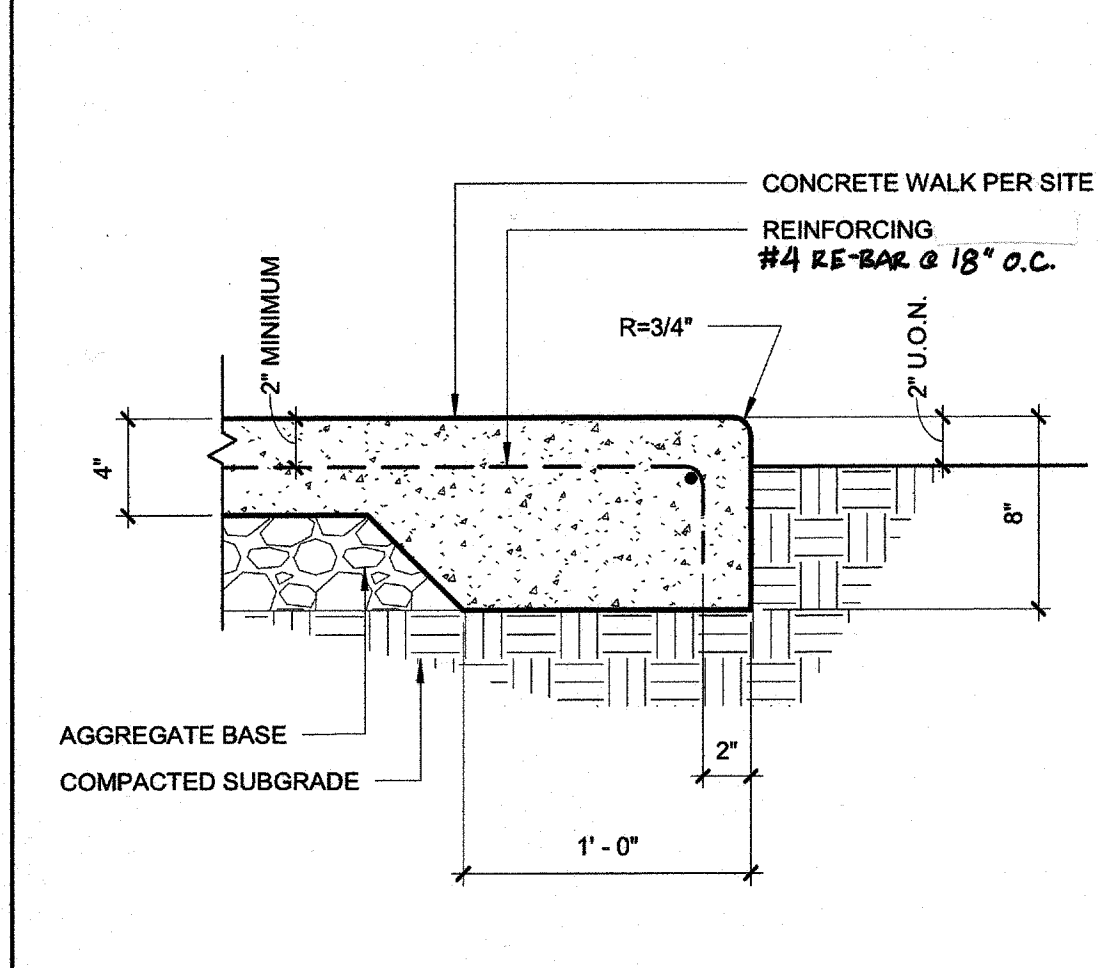 CONCRETE WALK PER SITE
REINFORCING
#4 RE-BAR @ 18" O.C.
2" MINIMUM
R=3/4"
2" U.O.N.
4"
8"
AGGREGATE BASE
2"
COMPACTED SUBGRADE
1' - 0"